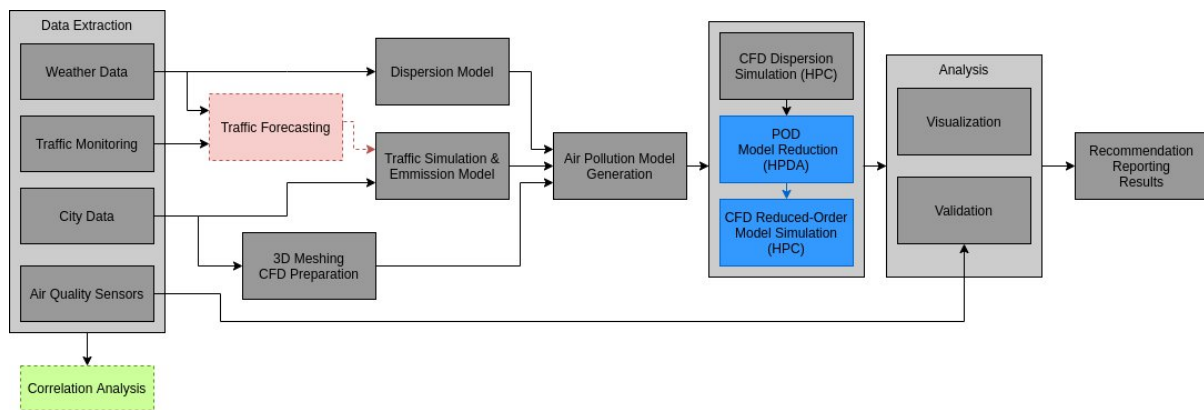 Data Extraction
Weather Data
Traffic Monitoring
City Data
Air Quality Sensors
Correlation Analysis
Traffic Forecasting
3D Meshing
CFD Preparation
Dispersion Model
Traffic Simulation &
Emmission Model
Air Pollution Model
Generation
CFD Dispersion
Simulation (HPC)
POD
Model Reduction
(HPDA)
CFD Reduced-Order
Model Simulation
(HPC)
Analysis
Visualization
Validation
Recommendation
Reporting
Results